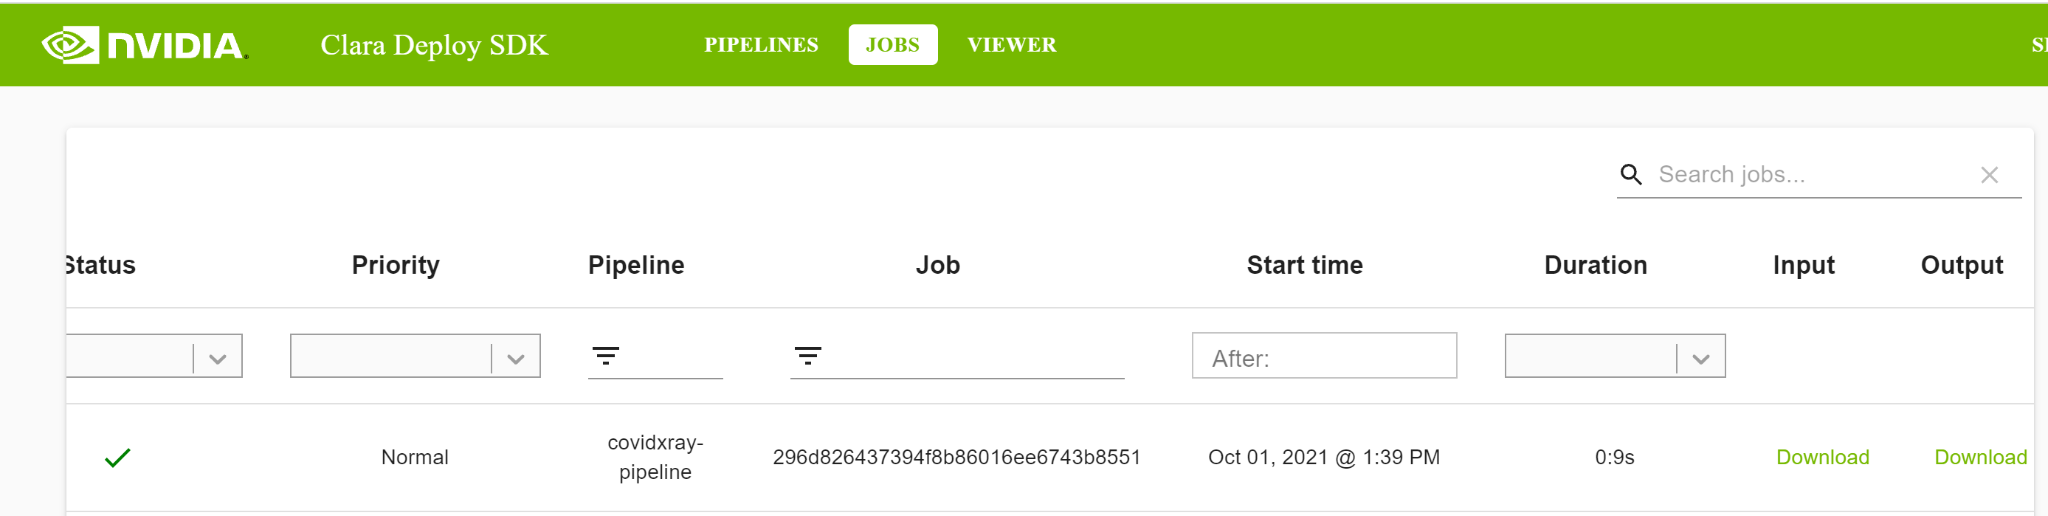 NVIDIA. Clara Deploy SDK PIPELINES JOBS VIEWER
Search jobs...
Status Priority Pipeline Job Start time Duration Input Output
After:
covidxray-
Normal 296d826437394f8b86016ee6743b8551 Oct 01, 2021 @ 1:39 PM 0:9s Download Download
pipeline